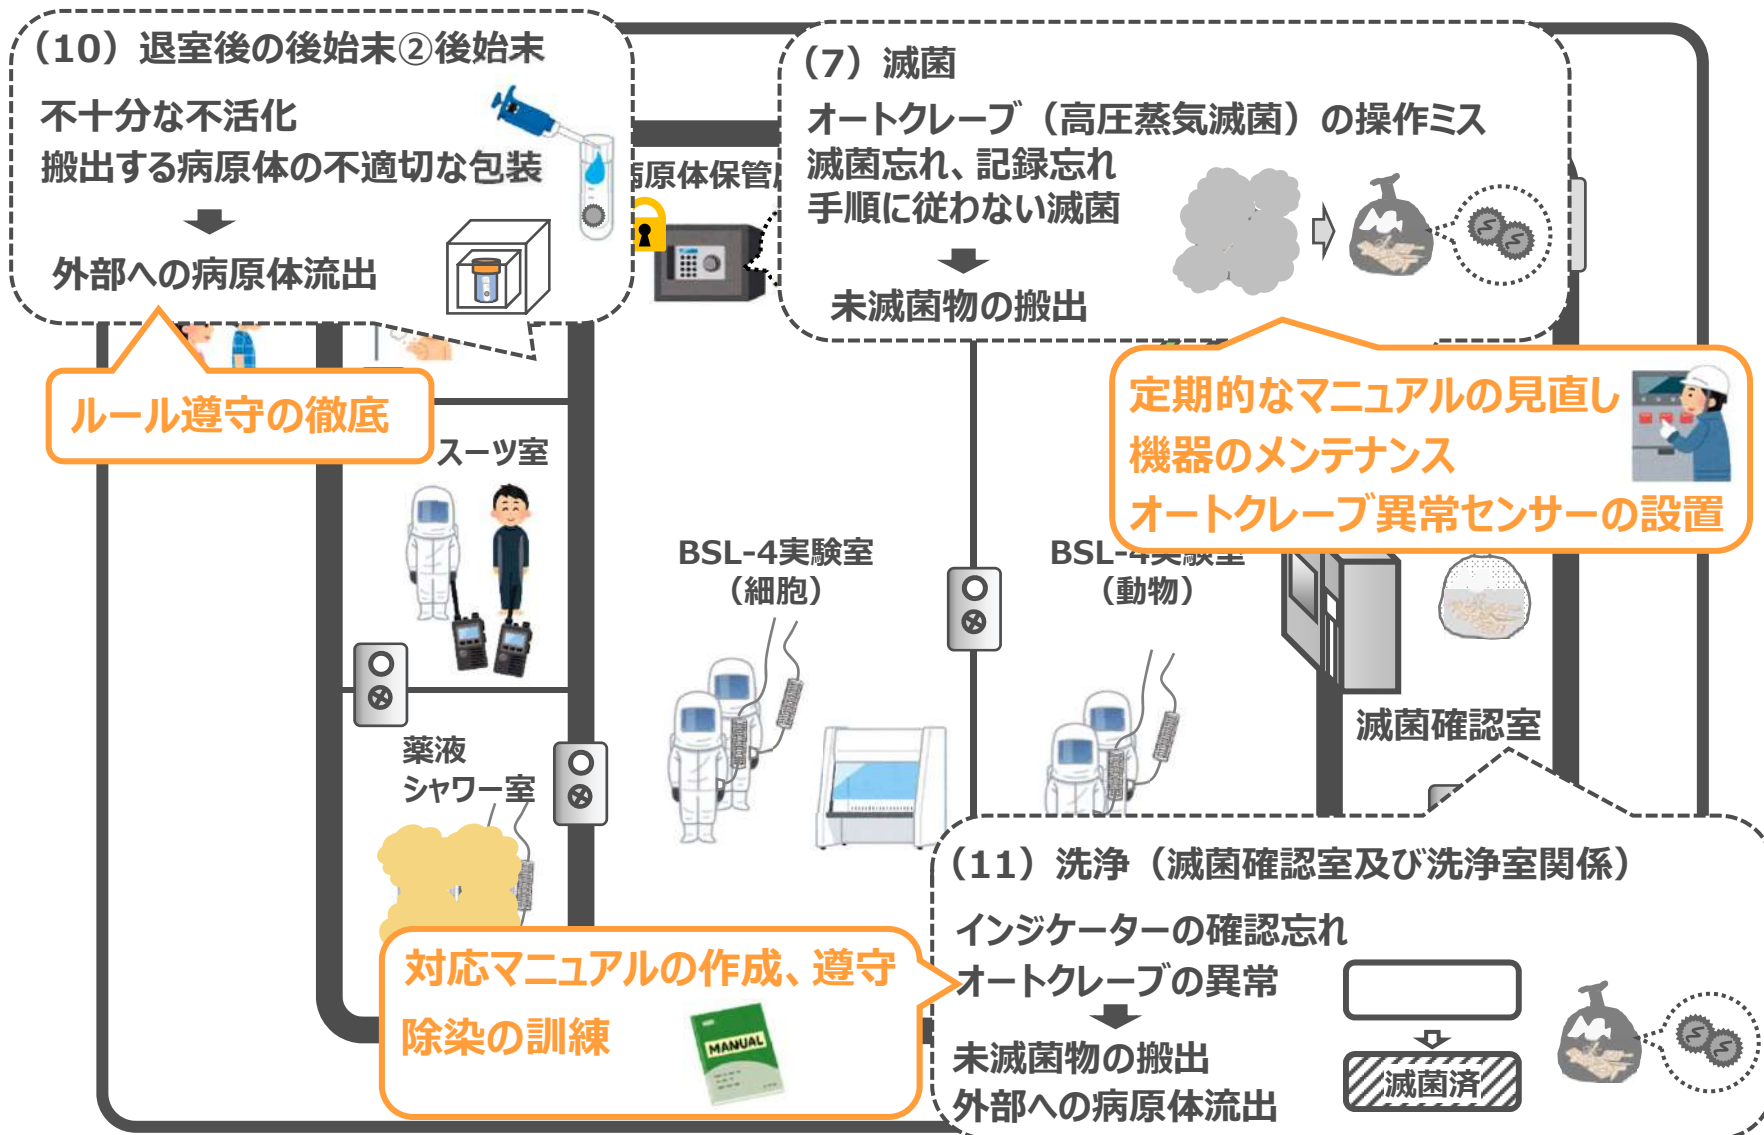 （10）退室後の後始末②後始末
不十分な不活化
搬出する病原体の不適切な包装
外部への病原体流出
ルール遵守の徹底
病原体保管
（7）滅菌
オートクレーブ（高圧蒸気滅菌）の操作ミス
滅菌忘れ、記録忘れ
手順に従わない滅菌
未滅菌物の搬出
定期的なマニュアルの見直し
機器のメンテナンス
オートクレーブ異常センサーの設置
スーツ室
BSL-4実験室
（細胞）
BSL-4実験室
（動物）
滅菌確認室
薬液
シャワー室
対応マニュアルの作成、遵守
除染の訓練
MANUAL
（11）洗浄（滅菌確認室及び洗浄室関係）
インジケーターの確認忘れ
オートクレーブの異常
未滅菌物の搬出
外部への病原体流出
滅菌済